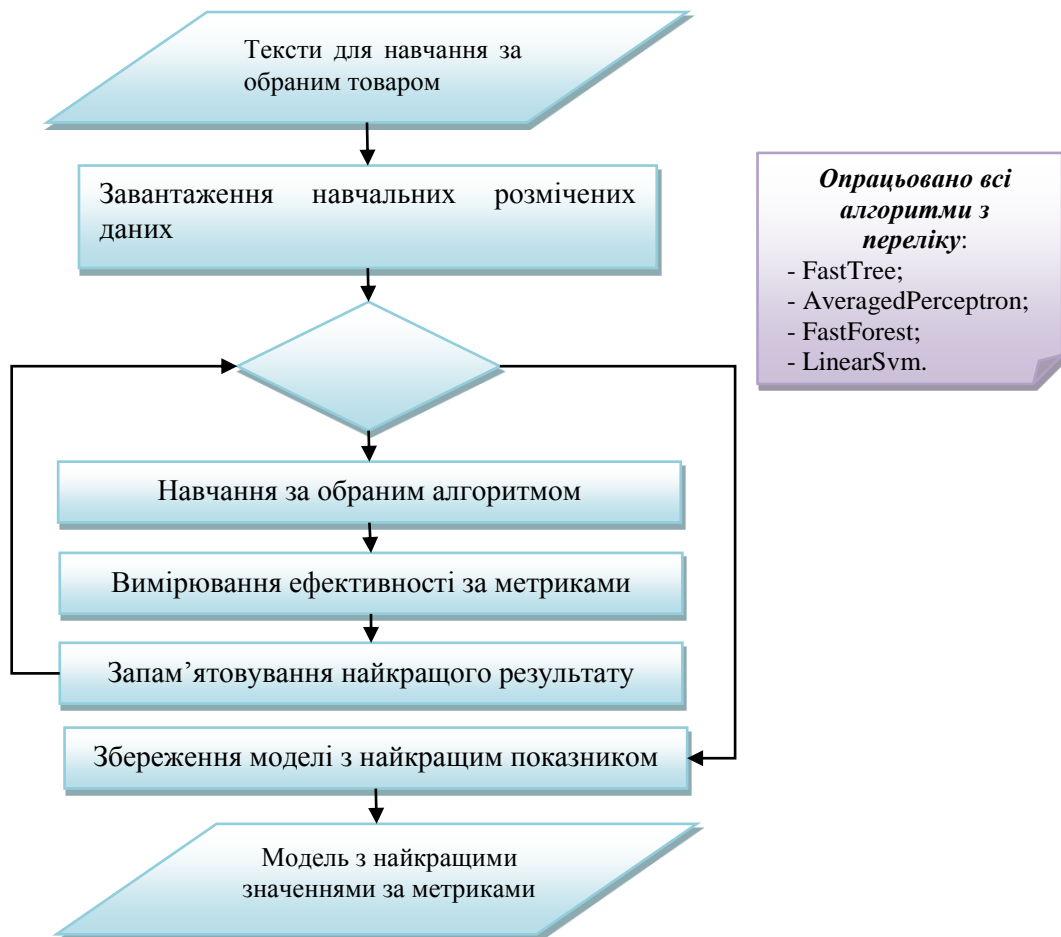 Тексти для навчання за
обраним товаром
Завантаження навчальних розмічених
даних
Опрацьовано всі
алгоритми з
переліку:
- FastTree;
- AveragedPerceptron;
- FastForest;
- LinearSvm.
Навчання за обраним алгоритмом
Вимірювання ефективності за метриками
Запам’ятовування найкращого результату
Збереження моделі з найкращим показником
Модель з найкращими
значеннями за метриками